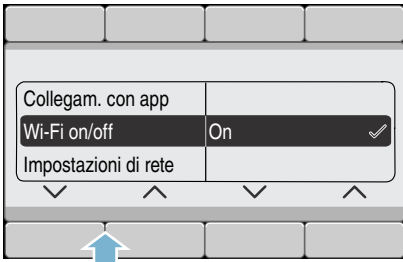 Collegam. con app
Wi-Fi on/off On
Impostazioni di rete